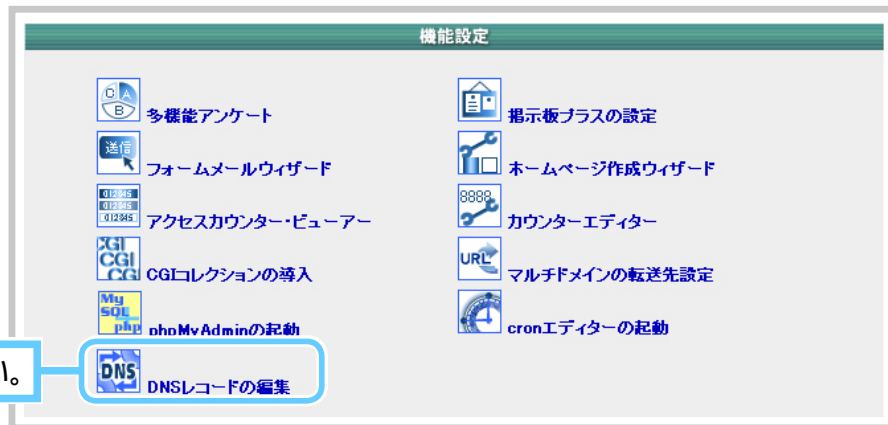 機能設定
多機能アンケート
掲示板プラスの設定
送信
フォームメールウィザード
ホームページ作成ウィザード
012345
012345
012345
アクセスカウンター・ビューアー
8888
カウンターエディター
CGI
CGI
CGI
CGIコレクションの導入
URL
マルチドメインの転送先設定
My
SQL
php
phpMyAdminの起動
cronエディターの起動
い。
DNS
DNSレコードの編集